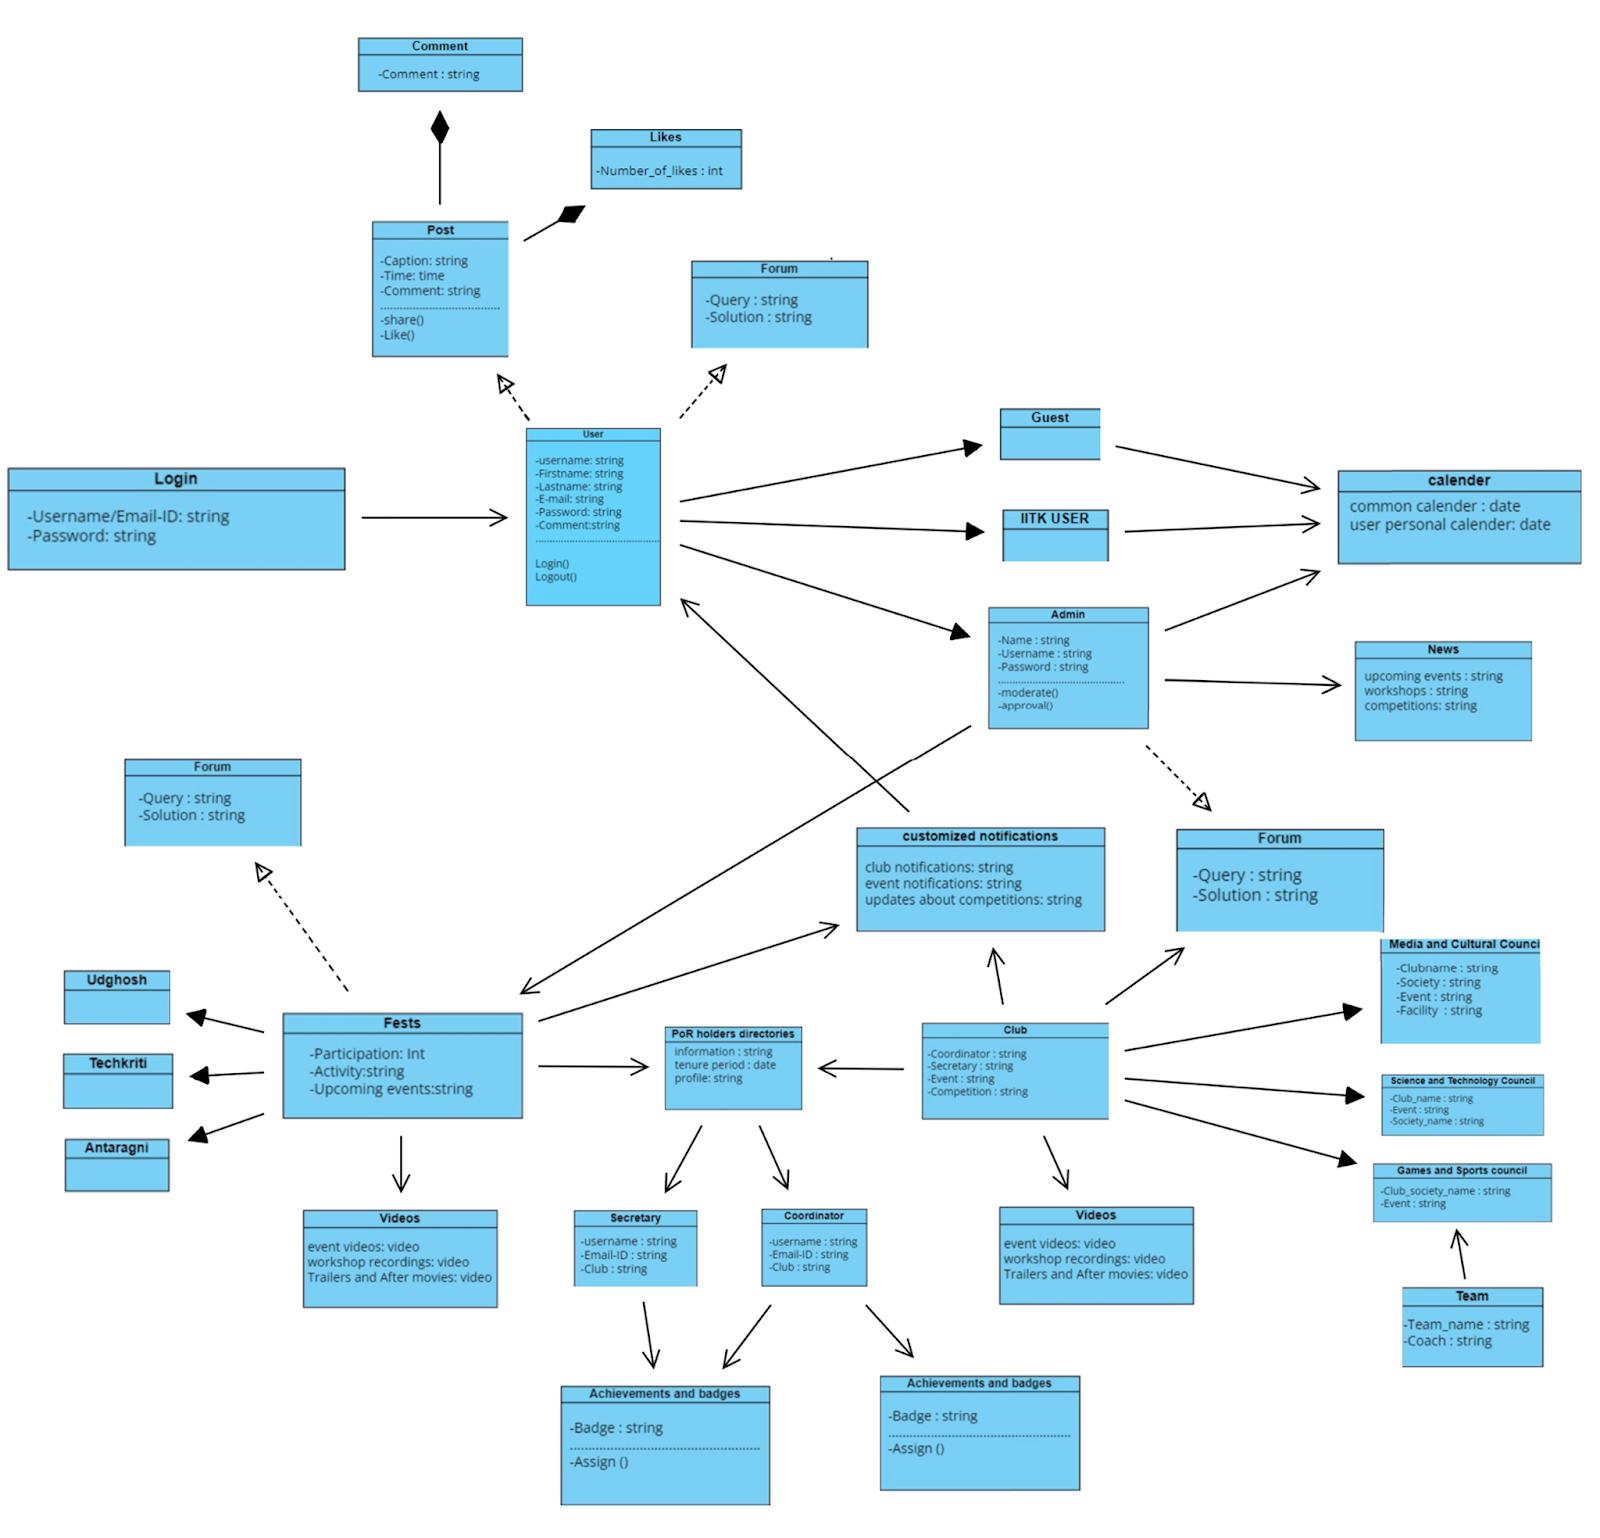 Comment
-Comment : string
Likes
-Number_of_likes : int
Post
-Caption: string
-Time: time
-Comment: string
-share()
-Like()
Forum
-Query : string
-Solution : string
Login
-Username/Email-ID: string
-Password: string
User
-username: string
-Firstname: string
-Lastname: string
-E-mail: string
-Password: string
-Comment:string
Login()
Logout()
Guest
IITK USER
calender
common calender : date
user personal calender: date
Admin
-Name : string
-Username : string
-Password : string
-moderate()
-approval()
News
upcoming events : string
workshops : string
competitions: string
Forum
-Query : string
-Solution : string
customized notifications
club notifications: string
event notifications: string
updates about competitions: string
Forum
-Query : string
-Solution : string
Udghosh
Techkriti
Antaragni
Fests
-Participation: Int
-Activity:string
-Upcoming events:string
PoR holders directories
information : string
tenure period : date
profile: string
Club
-Coordinator : string
-Secretary : string
-Event : string
-Competition : string
Media and Cultural Counci
-Clubname : string
-Society : string
-Event : string
-Facility : string
Science and Technology Council
-Club_name : string
-Event : string
-Society_name : string
Games and Sports council
-Club_society_name : string
-Event : string
Videos
event videos: video
workshop recordings: video
Trailers and After movies: video
Secretary
-username : string
-Email-ID : string
-Club : string
Coordinator
-username : string
-Email-ID : string
-Club : string
Videos
event videos: video
workshop recordings: video
Trailers and After movies: video
Team
-Team_name : string
-Coach : string
Achievements and badges
-Badge : string
-Assign ()
Achievements and badges
-Badge : string
-Assign ()